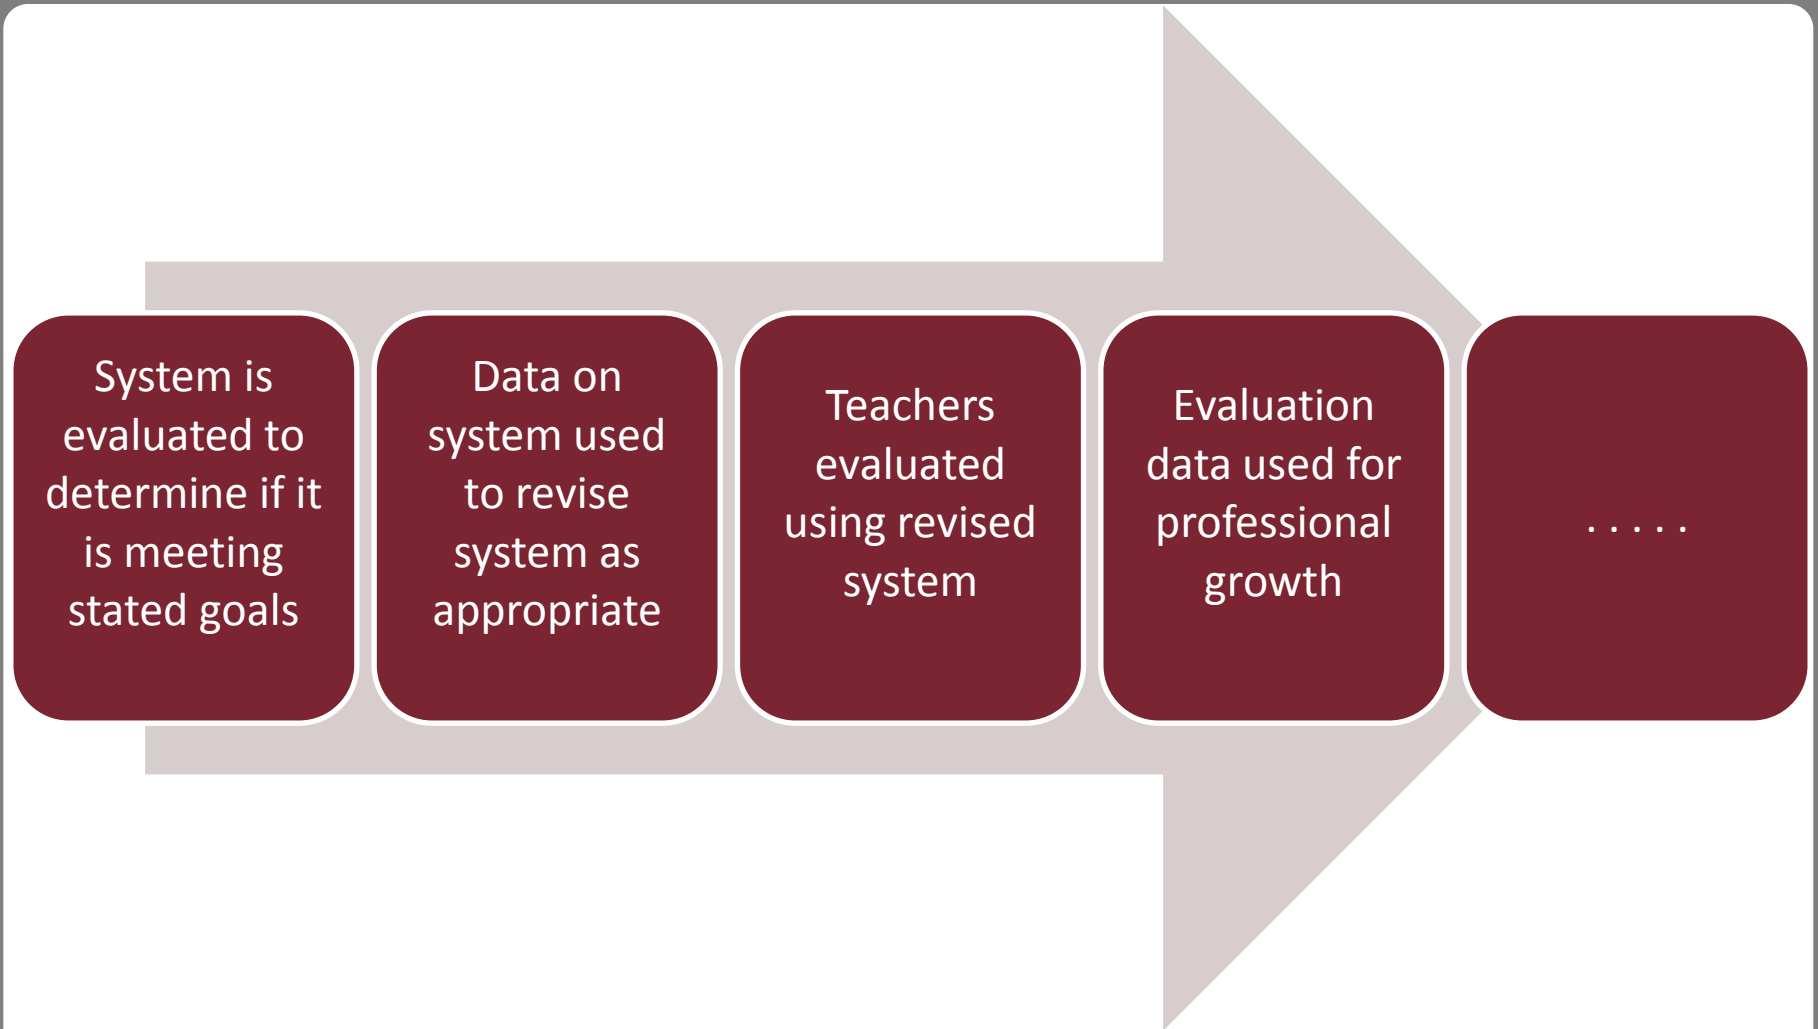 System is
evaluated to
determine if it
is meeting
stated goals
Data on
system used
to revise
system as
appropriate
Teachers
evaluated
using revised
system
Evaluation
data used for
professional
growth
. . . . .